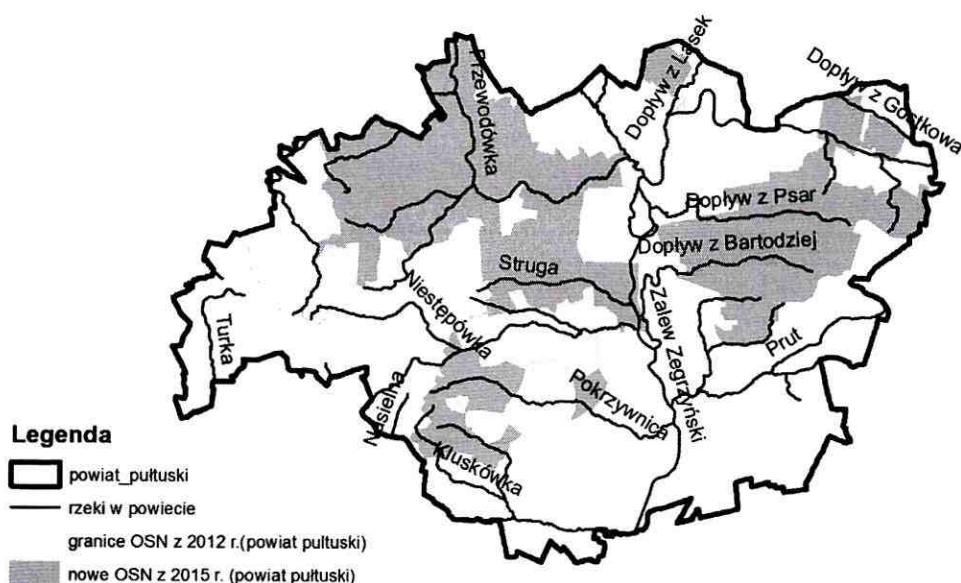 Przewodówka
Dopływ z Lasek
Dopływ z Gostkowa
Dopływ z Psar
Dopływ z Bartodziej
Struga
Niestępówka
Zalew Zegrzyński
Turka
Prut
Nasielna
Pokrzywnica
Kluskówka
Legenda
powiat_pułtuski
rzeki w powiecie
granice OSN z 2012 r.(powiat pułtuski)
nowe OSN z 2015 r. (powiat pułtuski)